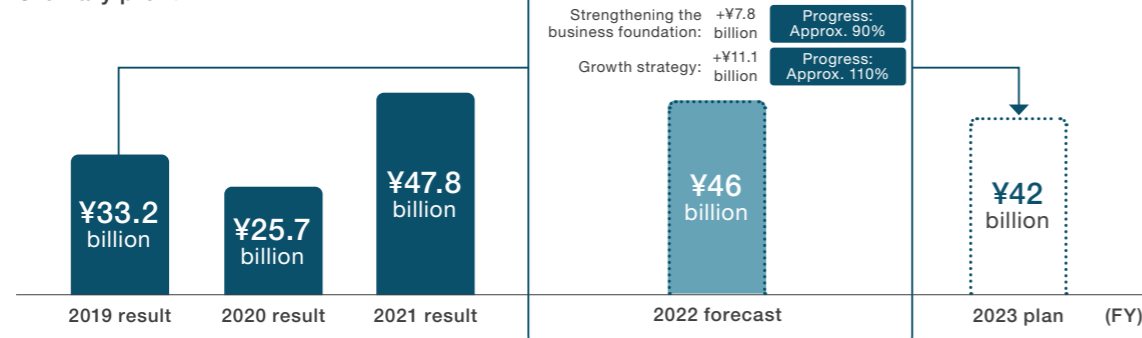 Strengthening the
business foundation:
+¥7.8
billion
Progress:
Approx. 90%
Growth strategy:
+¥11.1
billion
Progress:
Approx. 110%
¥33.2
billion
¥25.7
billion
¥47.8
billion
¥46
billion
¥42
billion
2019 result
2020 result
2021 result
2022 forecast
2023 plan
(FY)